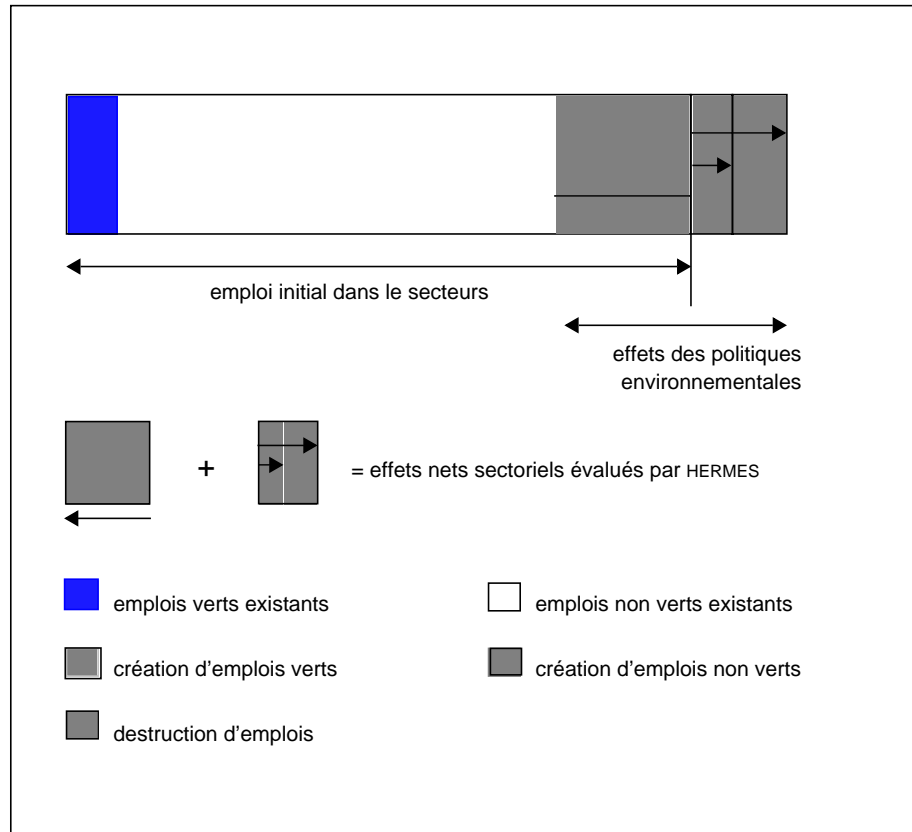 emploi initial dans le secteurs
effets des politiques
environnementales
+
= effets nets sectoriels évalués par HERMES
emplois verts existants
emplois non verts existants
création d’emplois verts
création d’emplois non verts
destruction d’emplois